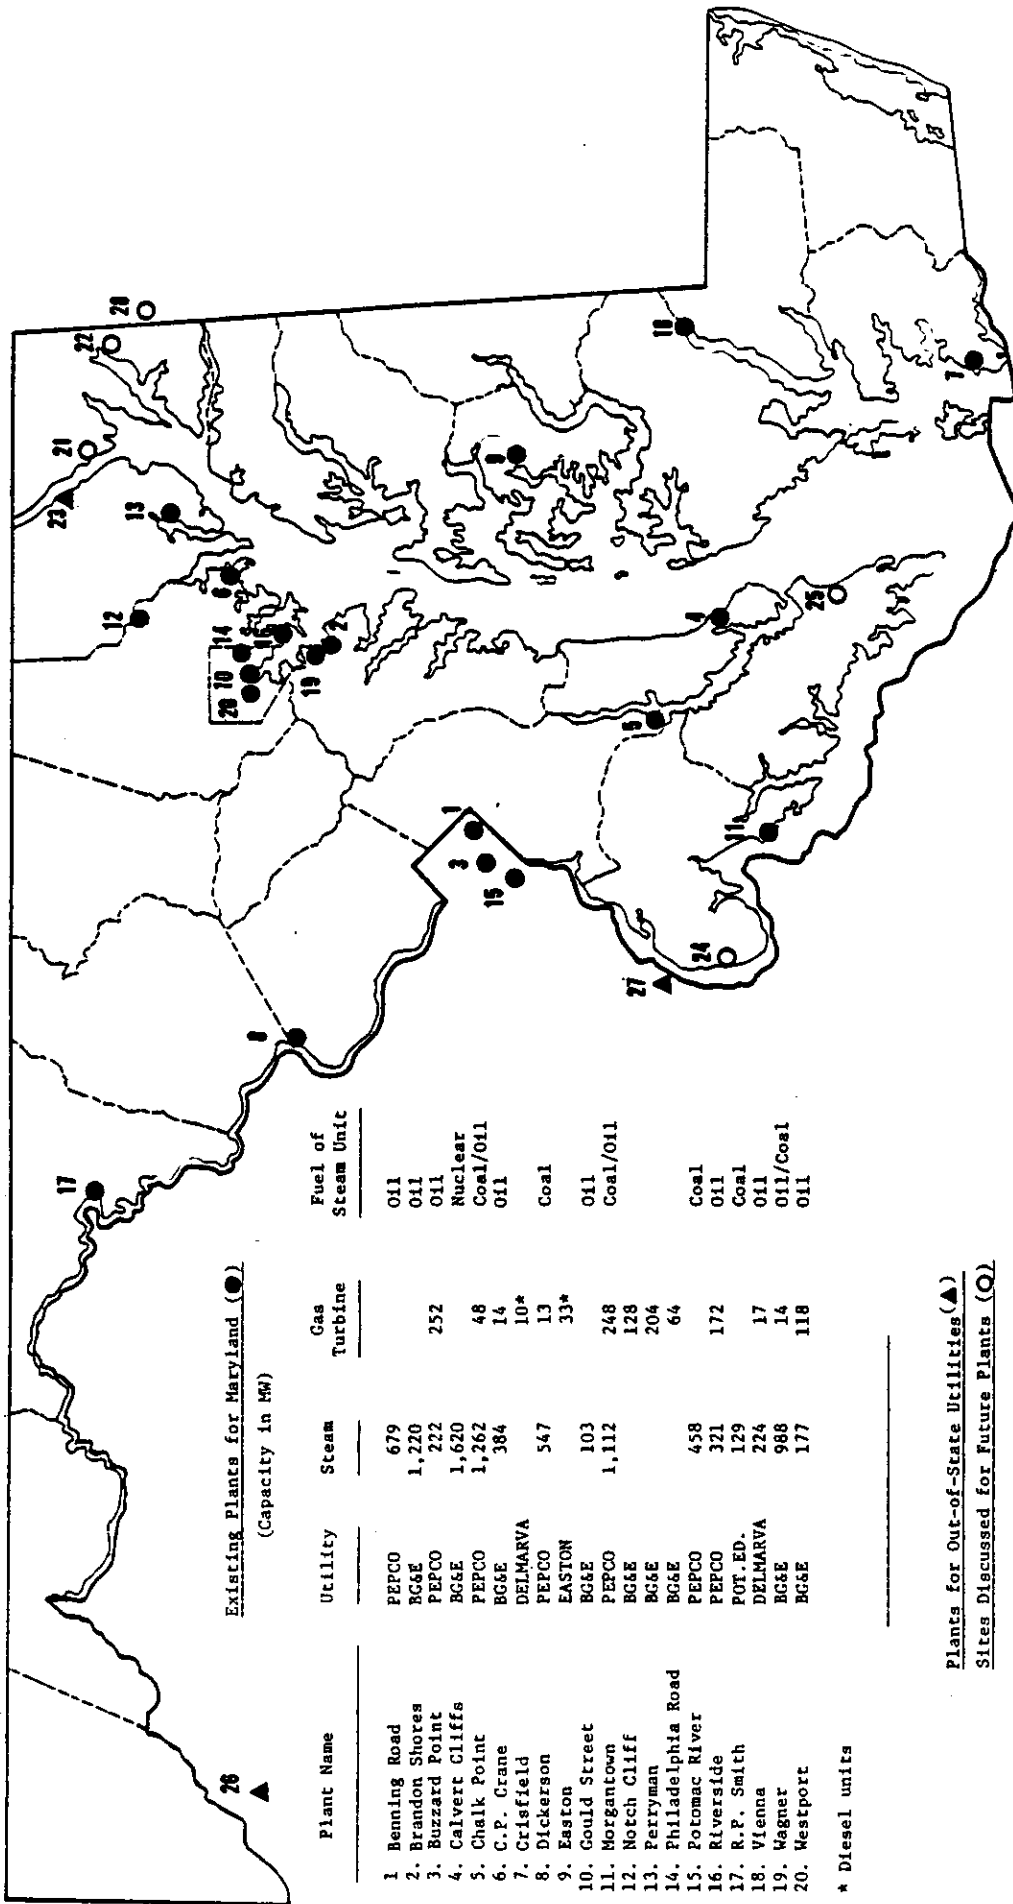 23
21
22
28
17
12
13
6
14
10
20
16
2
19
26
8
1
3
15
9
27
24
5
4
18
11
25
7
Existing Plants for Maryland (●)
(Capacity in MW)
Plant Name Utility Steam Gas Turbine Fuel of Steam Unit
1 Benning Road PEPCO 679 Oil
2. Brandon Shores BG&E 1,220 Oil
3. Buzzard Point PEPCO 222 252 Oil
4. Calvert Cliffs BG&E 1,620 Nuclear
5. Chalk Point PEPCO 1,262 48 Coal/Oil
6. C.P. Crane BG&E 384 14 Oil
7. Crisfield DELMARVA 10*
8. Dickerson PEPCO 547 13 Coal
9. Easton EASTON 33*
10. Gould Street BG&E 103 Oil
11. Morgantown PEPCO 1,112 248 Coal/Oil
12. Notch Cliff BG&E 128
13. Perryman BG&E 204
14. Philadelphia Road BG&E 64
15. Potomac River PEPCO 458 Coal
16. Riverside PEPCO 321 172 Oil
17. R.P. Smith POT.ED. 129 Coal
18. Vienna DELMARVA 224 17 Oil
19. Wagner BG&E 988 14 Oil/Coal
20. Westport BG&E 177 118 Oil
* Diesel units
Plants for Out-of-State Utilities (▲)
Sites Discussed for Future Plants (O)